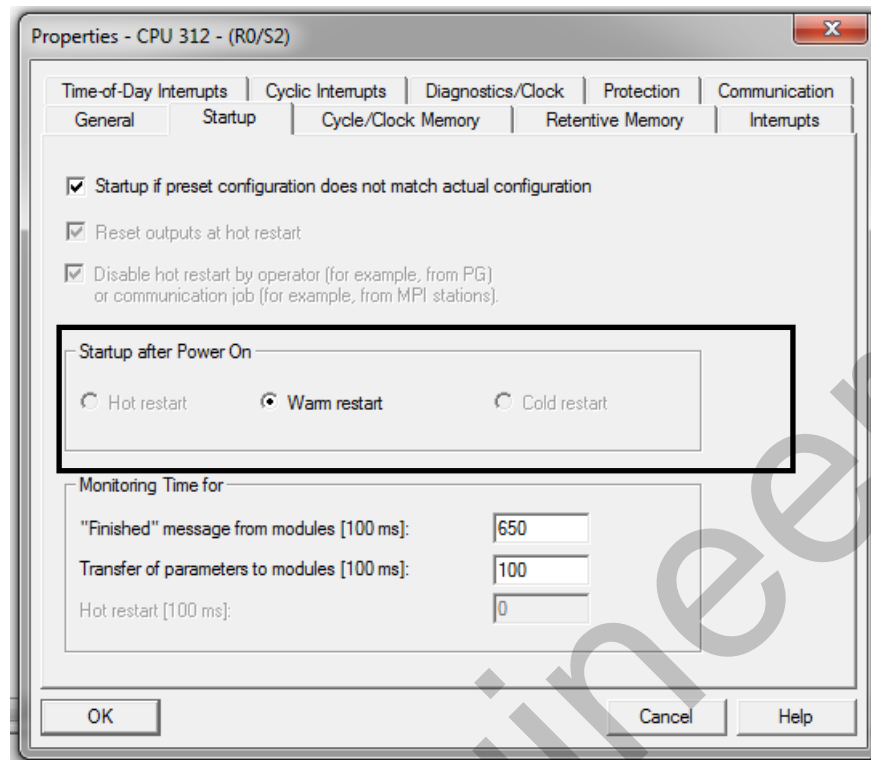 Properties - CPU 312 - (R0/S2)
Time-of-Day Interrupts Cyclic Interrupts Diagnostics/Clock Protection Communication
General Startup Cycle/Clock Memory Retentive Memory Interrupts
Startup if preset configuration does not match actual configuration
Reset outputs at hot restart
Disable hot restart by operator (for example, from PG)
or communication job (for example, from MPI stations).
Startup after Power On
Hot restart Warm restart Cold restart
Monitoring Time for
"Finished" message from modules [100 ms]: 650
Transfer of parameters to modules [100 ms]: 100
Hot restart [100 ms]: 0
OK Cancel Help